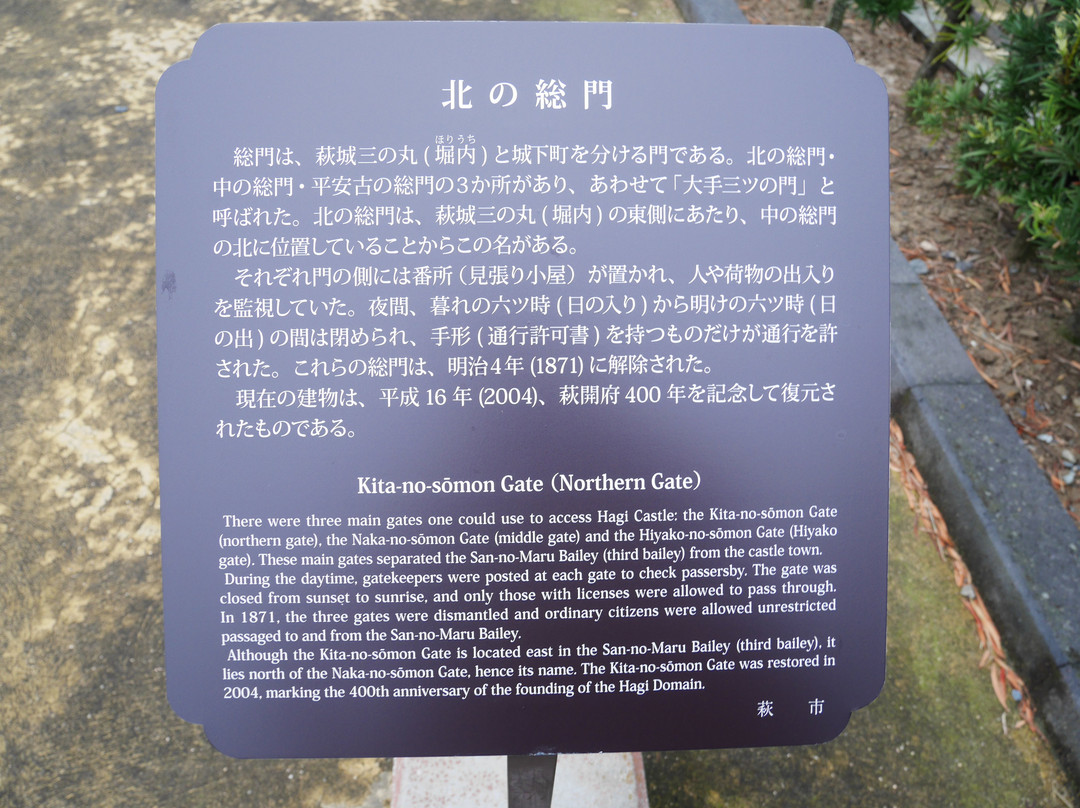 北の総門
ほりうち
総門は、萩城三の丸(堀内)と城下町を分ける門である。北の総門・
中の総門・平安古の総門の3か所があり、あわせて「大手三ツの門」と
呼ばれた。北の総門は、萩城三の丸(堀内)の東側にあたり、中の総門
の北に位置していることからこの名がある。
それぞれ門の側には番所(見張り小屋)が置かれ、人や荷物の出入り
を監視していた。夜間、暮れの六ツ時(日の入り)から明けの六ツ時(日
の出)の間は閉められ、手形(通行許可書)を持つものだけが通行を許
された。これらの総門は、明治4年(1871)に解除された。
現在の建物は、平成16年(2004)、萩開府400年を記念して復元さ
れたものである。
Kita-no-sōmon Gate (Northern Gate)
There were three main gates one could use to access Hagi Castle: the Kita-no-sōmon Gate
(northern gate), the Naka-no-sōmon Gate (middle gate) and the Hiyako-no-sōmon Gate (Hiyako
gate). These main gates separated the San-no-Maru Bailey (third bailey) from the castle town.
During the daytime, gatekeepers were posted at each gate to check passersby. The gate was
closed from sunset to sunrise, and only those with licenses were allowed to pass through.
In 1871, the three gates were dismantled and ordinary citizens were allowed unrestricted
passaged to and from the San-no-Maru Bailey.
Although the Kita-no-sōmon Gate is located east in the San-no-Maru Bailey (third bailey), it
lies north of the Naka-no-sōmon Gate, hence its name. The Kita-no-sōmon Gate was restored in
2004, marking the 400th anniversary of the founding of the Hagi Domain.
萩 市